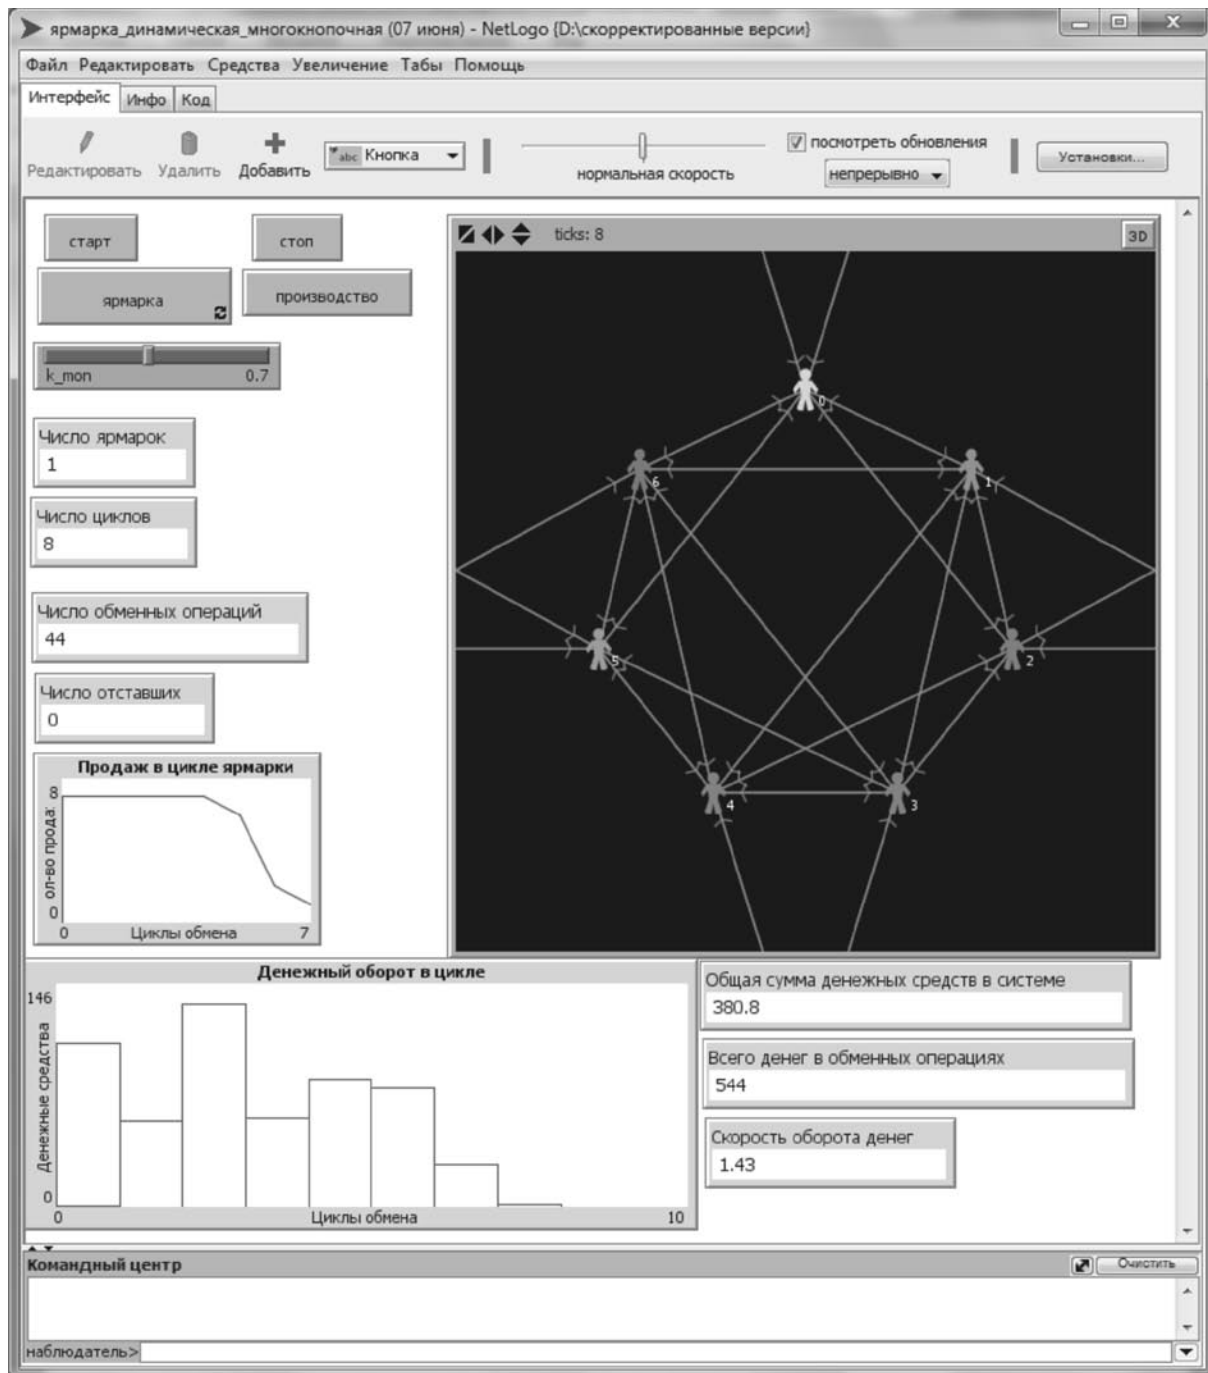 ярмарка_динамическая_многокнопочная (07 июня) - NetLogo {D:\скорректированные версии}
Файл Редактировать Средства Увеличение Табы Помощь
Интерфейс Инфо Код
Редактировать Удалить Добавить abc Кнопка
нормальная скорость
посмотреть обновления
непрерывно
Установки...
старт стоп
ярмарка производство
k_mon 0.7
Число ярмарок
1
Число циклов
8
Число обменных операций
44
Число отставших
0
Продаж в цикле ярмарки
8
ол-во прода:
0
0 Циклы обмена 7
ticks: 8 3D
0
6 1
5 2
4 3
Денежный оборот в цикле
146
Денежные средства
0
0 Циклы обмена 10
Общая сумма денежных средств в системе
380.8
Всего денег в обменных операциях
544
Скорость оборота денег
1.43
Командный центр Очистить
наблюдатель>